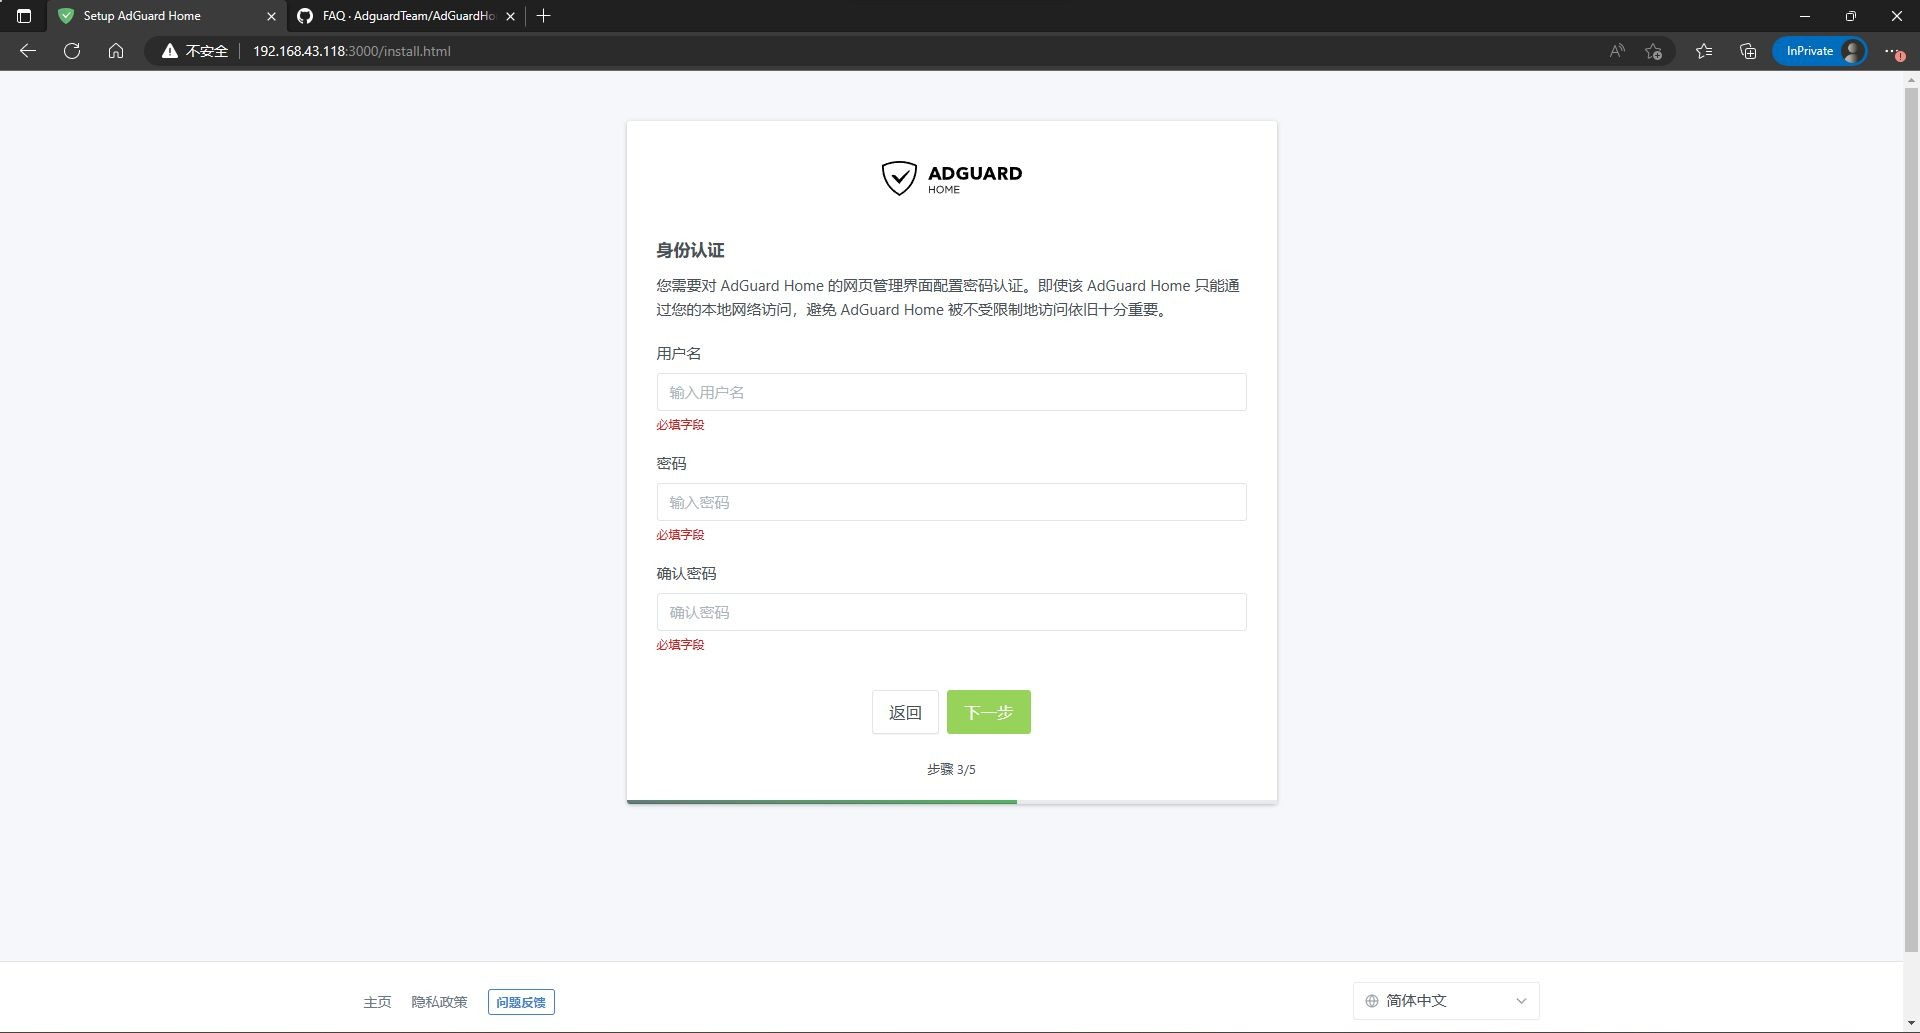 Setup AdGuard Home
FAQ · AdguardTeam/AdGuardHo
不安全
192.168.43.118:3000/install.html
InPrivate
ADGUARD
HOME
身份认证
您需要对 AdGuard Home 的网页管理界面配置密码认证。即使该 AdGuard Home 只能通
过您的本地网络访问，避免 AdGuard Home 被不受限制地访问依旧十分重要。
用户名
输入用户名
必填字段
密码
输入密码
必填字段
确认密码
确认密码
必填字段
返回 下一步
步骤 3/5
主页 隐私政策 问题反馈 简体中文